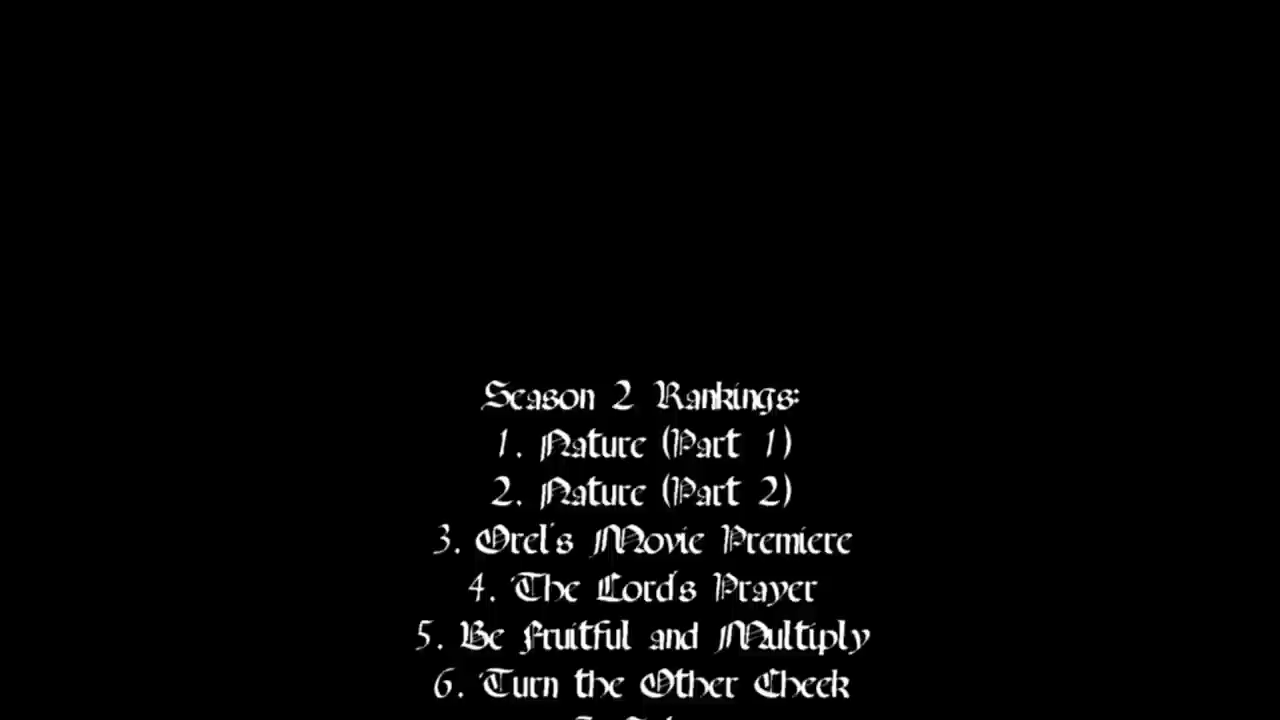 Season 2 Rankings:
1. Nature (Part 1)
2. Nature (Part 2)
3. Orel's Movie Premiere
4. The Lord's Prayer
5. Be Fruitful and Multiply
6. Turn the Other Cheek